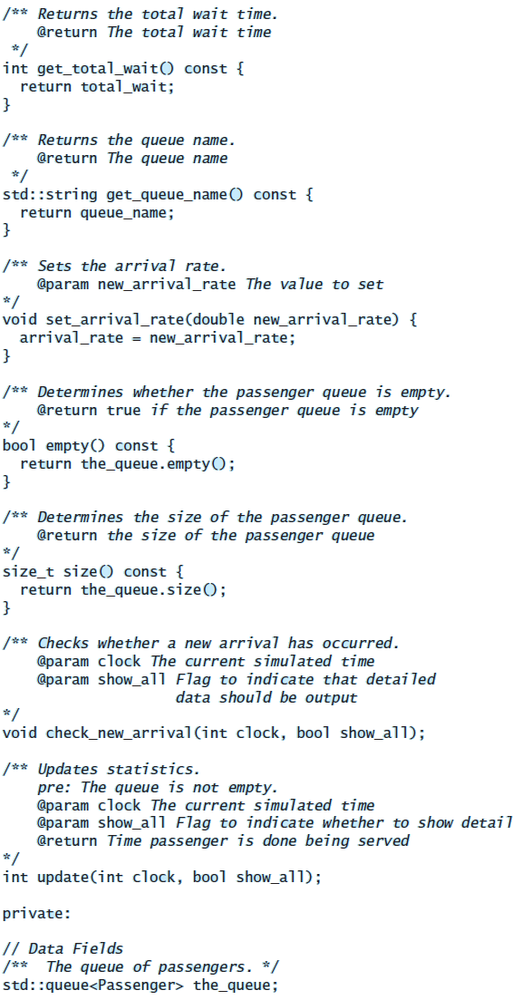 /** Returns the total wait time.
    @return The total wait time
 */
int get_total_wait() const {
  return total_wait;
}

/** Returns the queue name.
    @return The queue name
 */
std::string get_queue_name() const {
  return queue_name;
}

/** Sets the arrival rate.
    @param new_arrival_rate The value to set
*/
void set_arrival_rate(double new_arrival_rate) {
  arrival_rate = new_arrival_rate;
}

/** Determines whether the passenger queue is empty.
    @return true if the passenger queue is empty
*/
bool empty() const {
  return the_queue.empty();
}

/** Determines the size of the passenger queue.
    @return the size of the passenger queue
*/
size_t size() const {
  return the_queue.size();
}

/** Checks whether a new arrival has occurred.
    @param clock The current simulated time
    @param show_all Flag to indicate that detailed
                    data should be output
*/
void check_new_arrival(int clock, bool show_all);

/** Updates statistics.
    pre: The queue is not empty.
    @param clock The current simulated time
    @param show_all Flag to indicate whether to show detail
    @return Time passenger is done being served
*/
int update(int clock, bool show_all);

private:

// Data Fields
/**  The queue of passengers. */
std::queue<Passenger> the_queue;